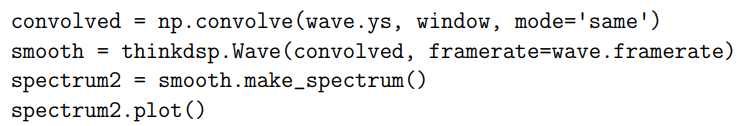 convolved = np.convolve(wave.ys, window, mode='same')
smooth = thinkdsp.Wave(convolved, framerate=wave.framerate)
spectrum2 = smooth.make_spectrum()
spectrum2.plot()